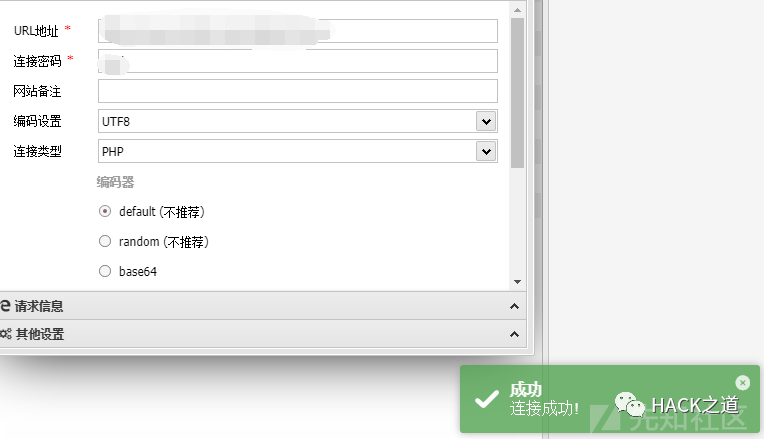 URL地址 *
连接密码 *
网站备注
编码设置 UTF8
连接类型 PHP
编码器
default (不推荐)
random (不推荐)
base64
请求信息
其他设置
成功
连接成功!
HACK之道
先知社区